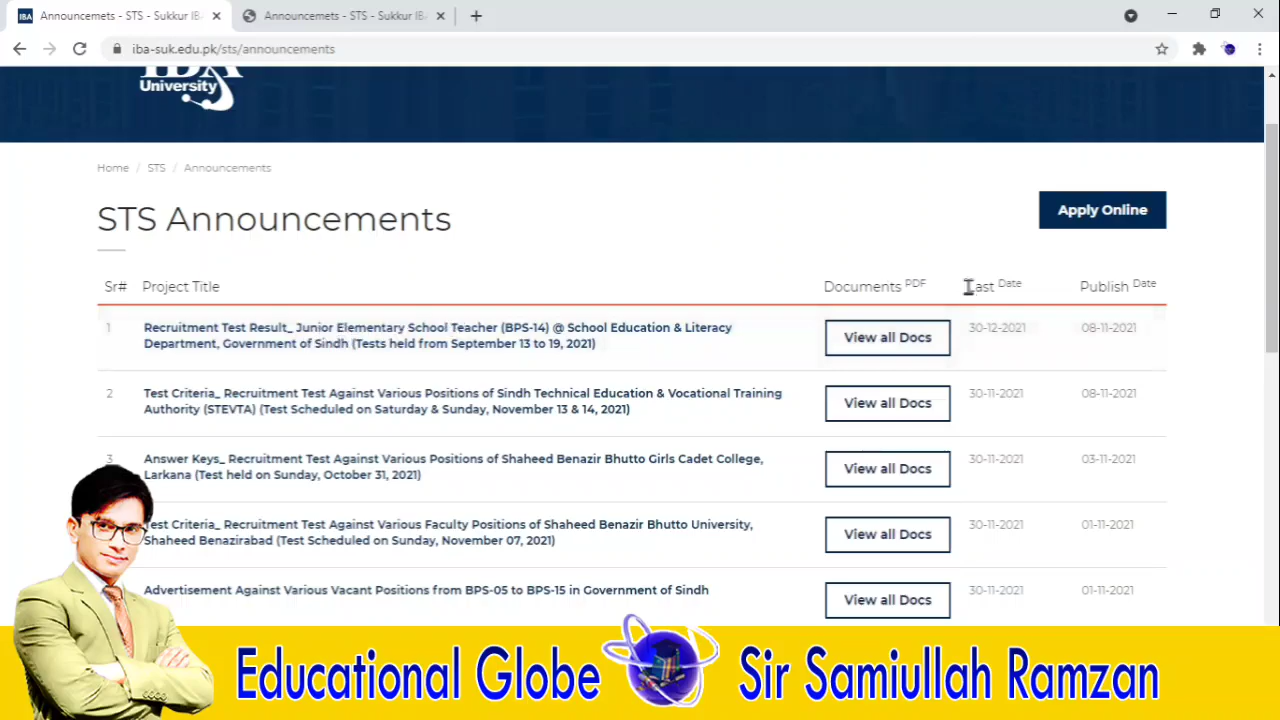 Announcemets - STS - Sukkur IBA
Announcemets - STS - Sukkur IBA
iba-suk.edu.pk/sts/announcements
IBA
University
Home / STS / Announcements
STS Announcements
Apply Online
Sr# Project Title Documents PDF Last Date Publish Date
1 Recruitment Test Result_ Junior Elementary School Teacher (BPS-14) @ School Education & Literacy
Department, Government of Sindh (Tests held from September 13 to 19, 2021)
View all Docs 30-12-2021 08-11-2021
2 Test Criteria_ Recruitment Test Against Various Positions of Sindh Technical Education & Vocational Training
Authority (STEVTA) (Test Scheduled on Saturday & Sunday, November 13 & 14, 2021)
View all Docs 30-11-2021 08-11-2021
3 Answer Keys_ Recruitment Test Against Various Positions of Shaheed Benazir Bhutto Girls Cadet College,
Larkana (Test held on Sunday, October 31, 2021)
View all Docs 30-11-2021 03-11-2021
Test Criteria_ Recruitment Test Against Various Faculty Positions of Shaheed Benazir Bhutto University,
Shaheed Benazirabad (Test Scheduled on Sunday, November 07, 2021)
View all Docs 30-11-2021 01-11-2021
Advertisement Against Various Vacant Positions from BPS-05 to BPS-15 in Government of Sindh
View all Docs 30-11-2021 01-11-2021
Educational Globe Sir Samiullah Ramzan